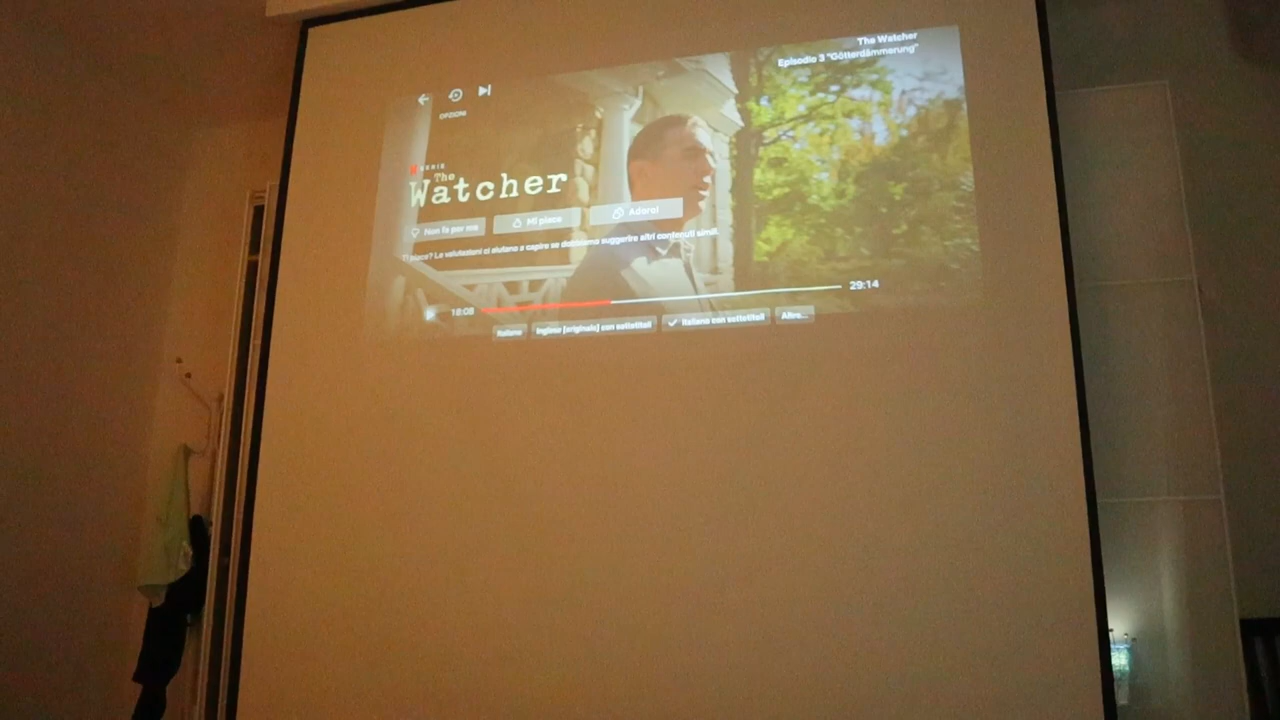 The Watcher
Episodio 3 "Götterdämmerung"
OPZIONI
N SERIE
The
Watcher
Non fa per me
Mi piace
Adoro!
Ti piace? Le valutazioni ci aiutano a capire se dobbiamo suggerire altri contenuti simili.
18:08
29:14
Italiano
Inglese [originale] con sottotitoli
Italiano con sottotitoli
Altro...